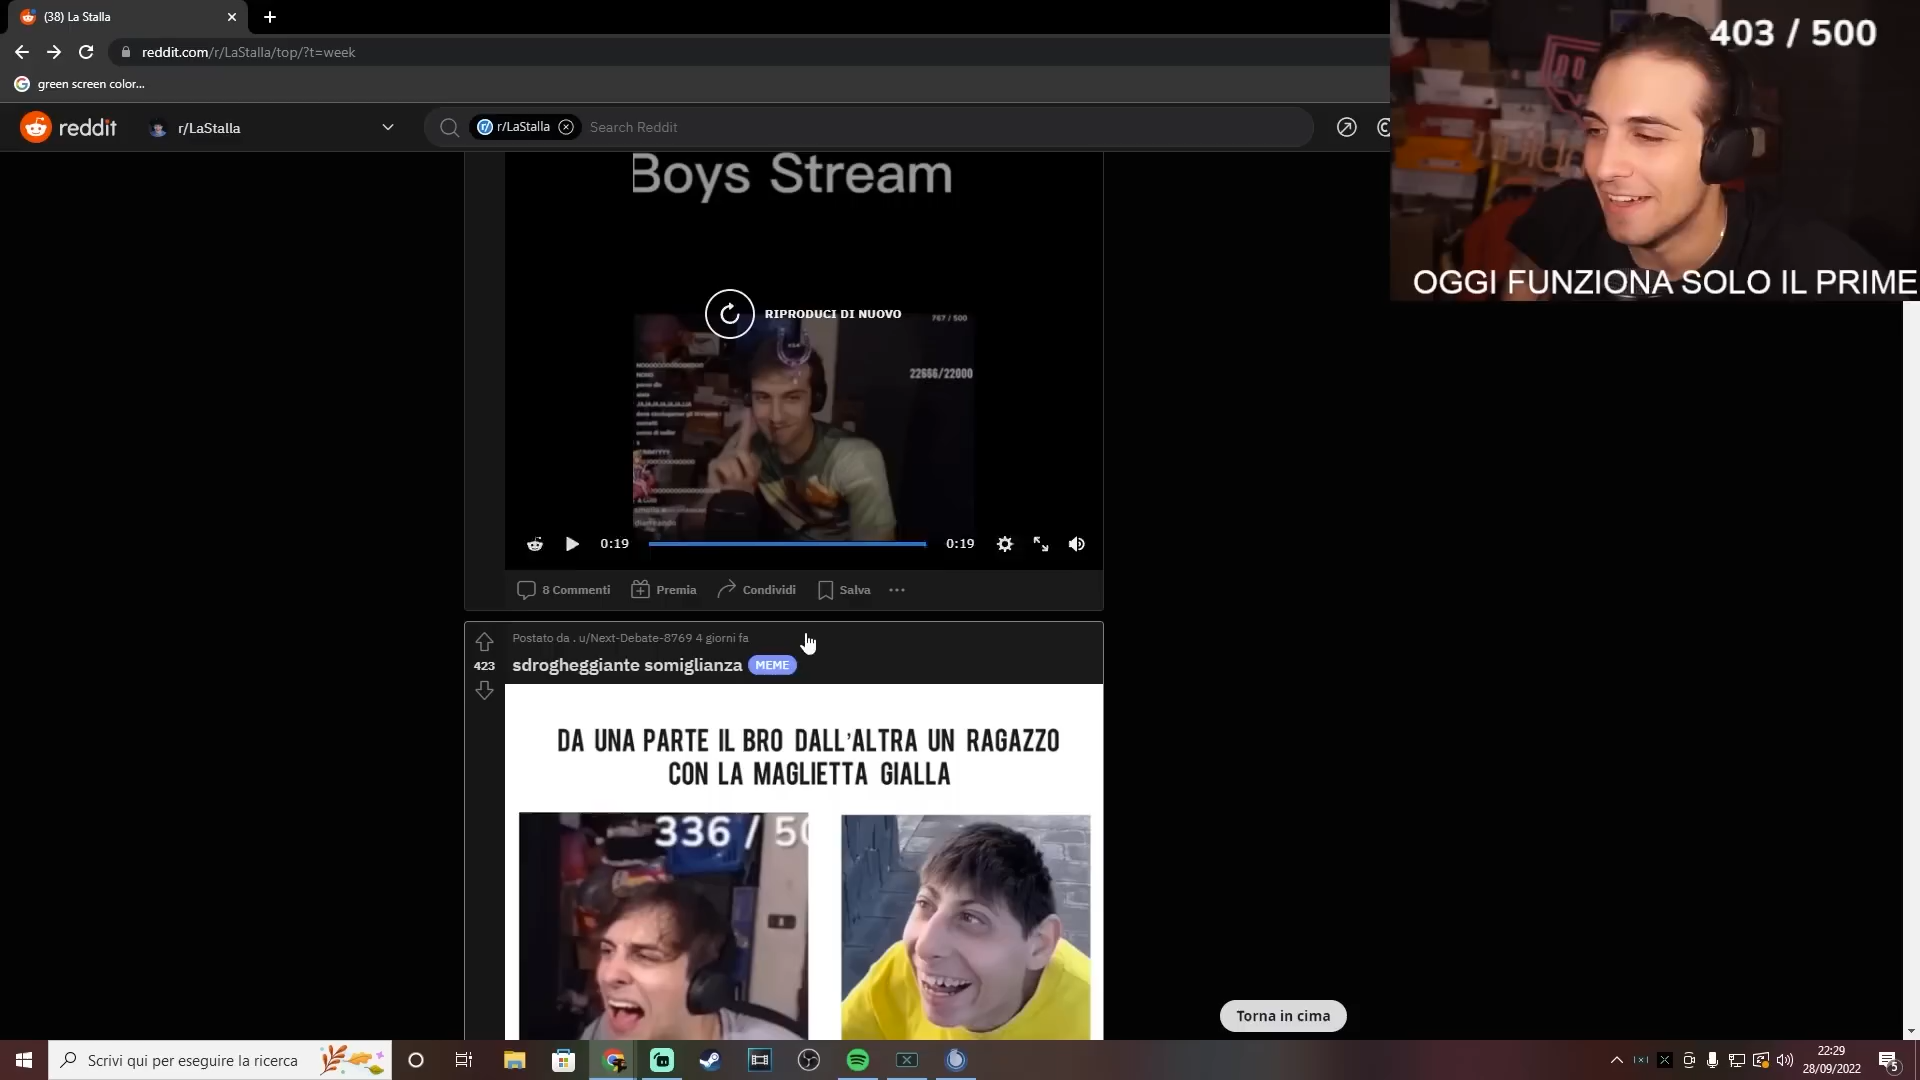 (38) La Stalla
reddit.com/r/LaStalla/top/?t=week
green screen color...
reddit
r/LaStalla
r/LaStalla
Search Reddit
403 / 500
OGGI FUNZIONA SOLO IL PRIME
Boys Stream
RIPRODUCI DI NUOVO
767 / 500
22666/22000
0:19
0:19
8 Commenti
Premia
Condividi
Salva
Postato da . u/Next-Debate-8769 4 giorni fa
423
sdrogheggiante somiglianza
MEME
DA UNA PARTE IL BRO DALL'ALTRA UN RAGAZZO
CON LA MAGLIETTA GIALLA
336 / 50
Torna in cima
Scrivi qui per eseguire la ricerca
22:29
28/09/2022
5